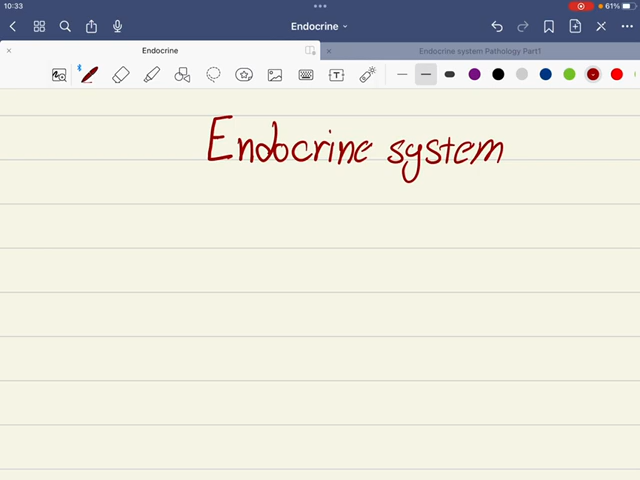 10:33
61%
Endocrine
Endocrine
Endocrine system Pathology Part1
T
Endocrine system